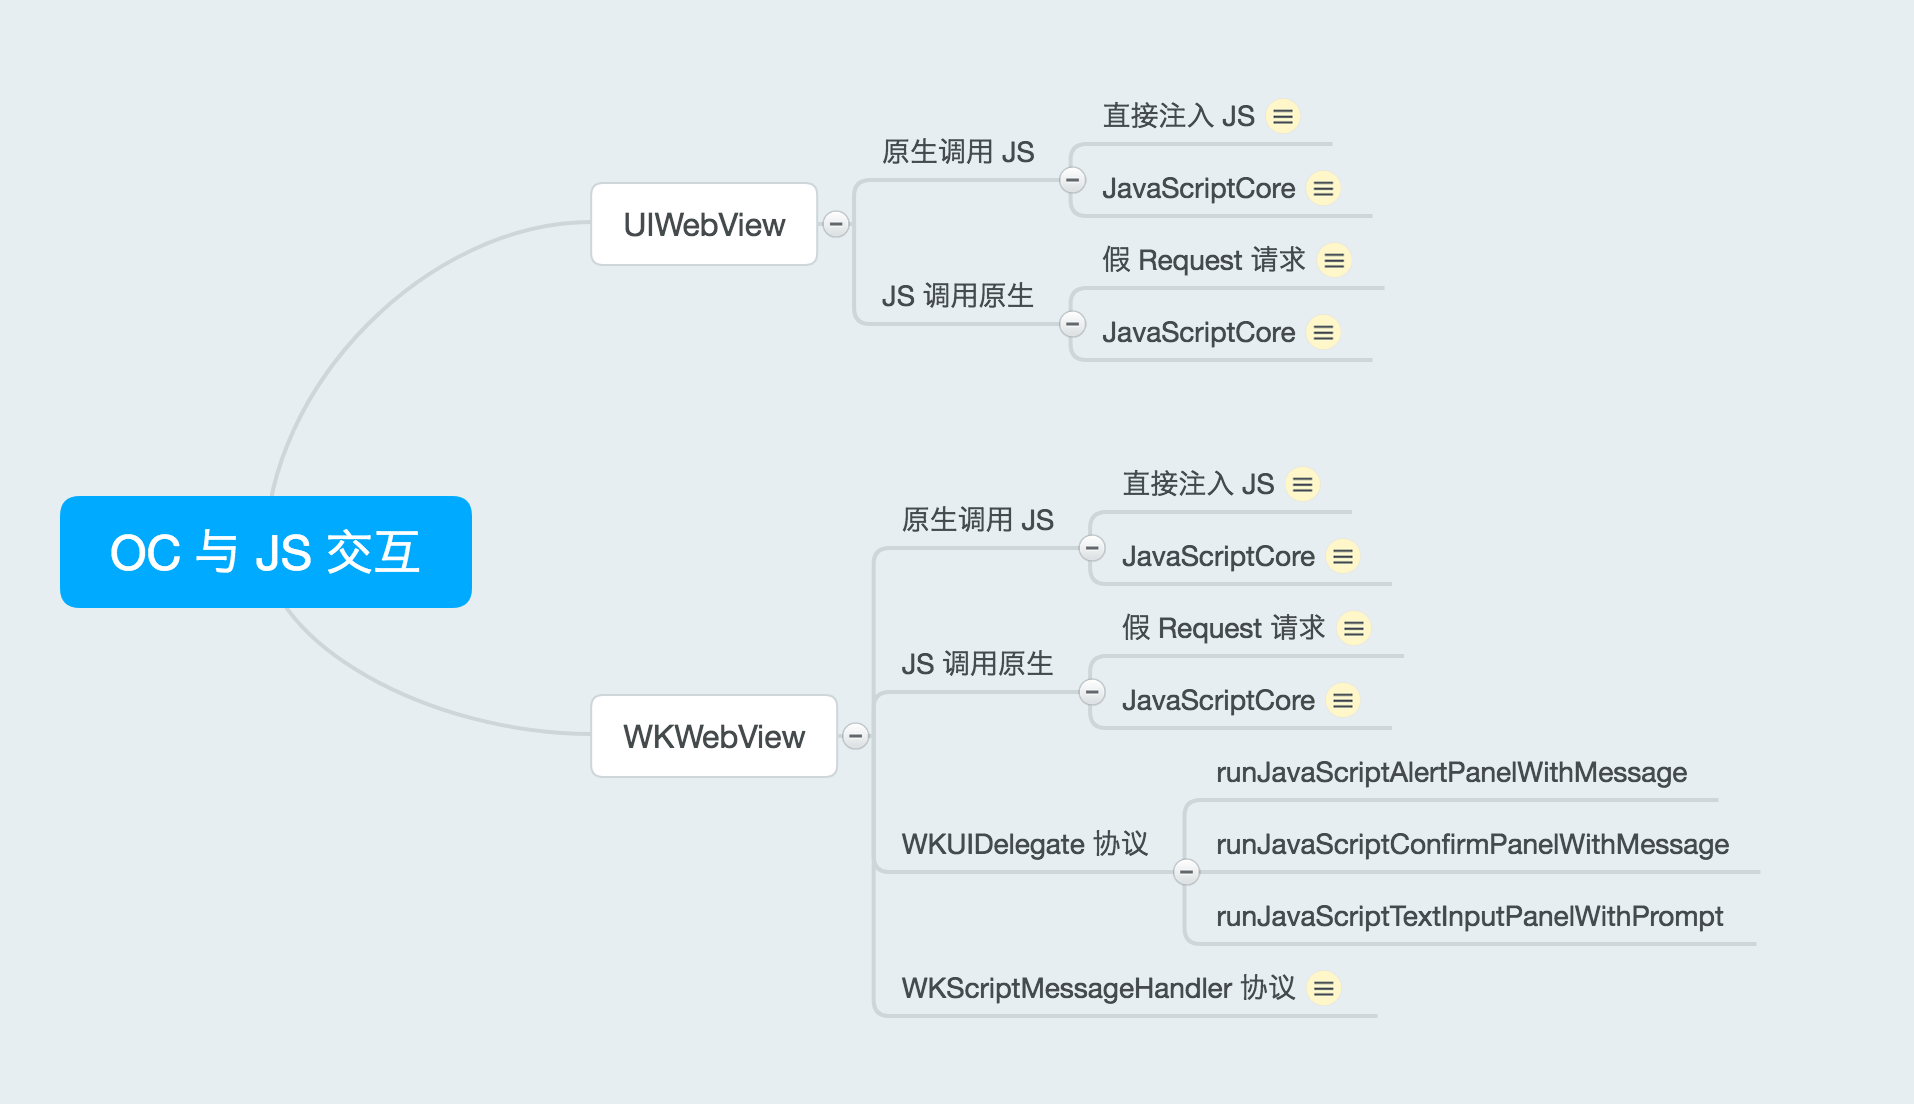 OC 与 JS 交互
UIWebView
原生调用 JS
直接注入 JS
JavaScriptCore
JS 调用原生
假 Request 请求
JavaScriptCore
WKWebView
原生调用 JS
直接注入 JS
JavaScriptCore
JS 调用原生
假 Request 请求
JavaScriptCore
WKUIDelegate 协议
runJavaScriptAlertPanelWithMessage
runJavaScriptConfirmPanelWithMessage
runJavaScriptTextInputPanelWithPrompt
WKScriptMessageHandler 协议